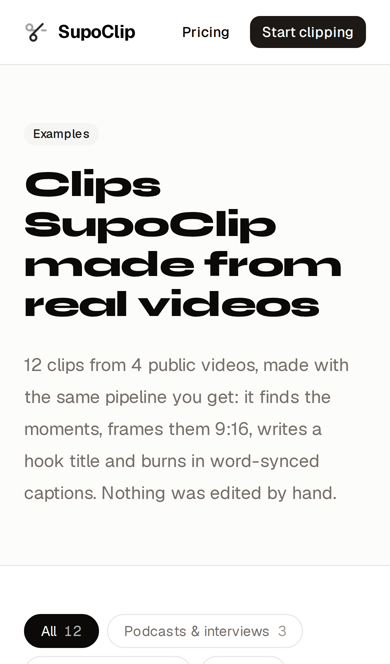 SupoClip
Pricing
Start clipping
Examples
Clips
SupoClip
made from
real videos
12 clips from 4 public videos, made with
the same pipeline you get: it finds the
moments, frames them 9:16, writes a
hook title and burns in word-synced
captions. Nothing was edited by hand.
All 12
Podcasts & interviews 3